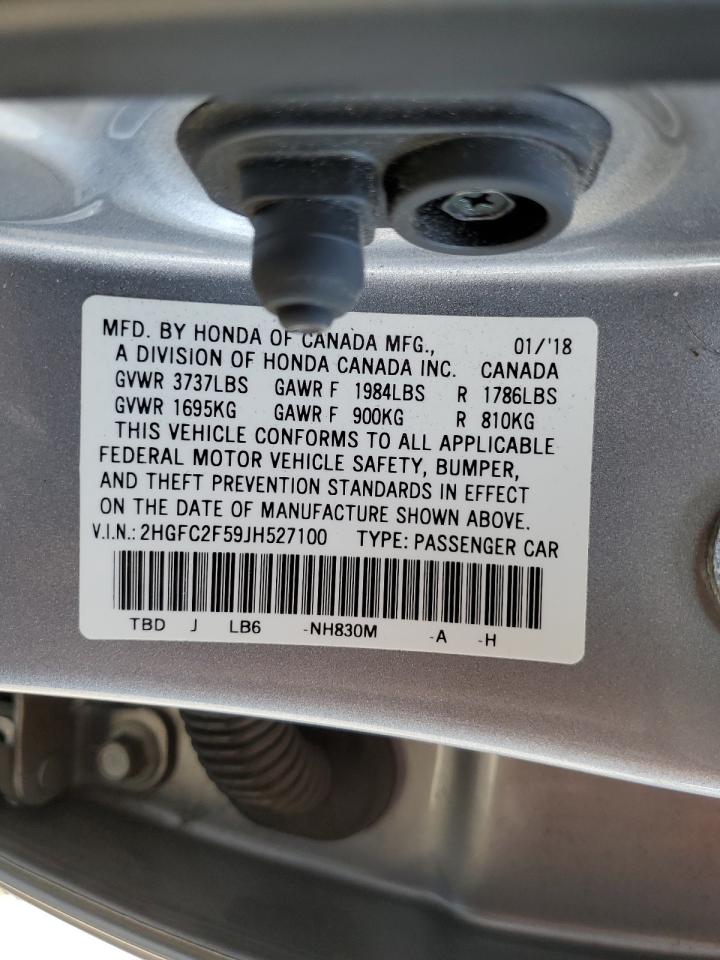 MFD. BY HONDA OF CANADA MFG., 01/'18
A DIVISION OF HONDA CANADA INC. CANADA
GVWR 3737LBS GAWR F 1984LBS R 1786LBS
GVWR 1695KG GAWR F 900KG R 810KG
THIS VEHICLE CONFORMS TO ALL APPLICABLE
FEDERAL MOTOR VEHICLE SAFETY, BUMPER,
AND THEFT PREVENTION STANDARDS IN EFFECT
ON THE DATE OF MANUFACTURE SHOWN ABOVE.
V.I.N.: 2HGFC2F59JH527100 TYPE: PASSENGER CAR
TBD J LB6 -NH830M -A -H